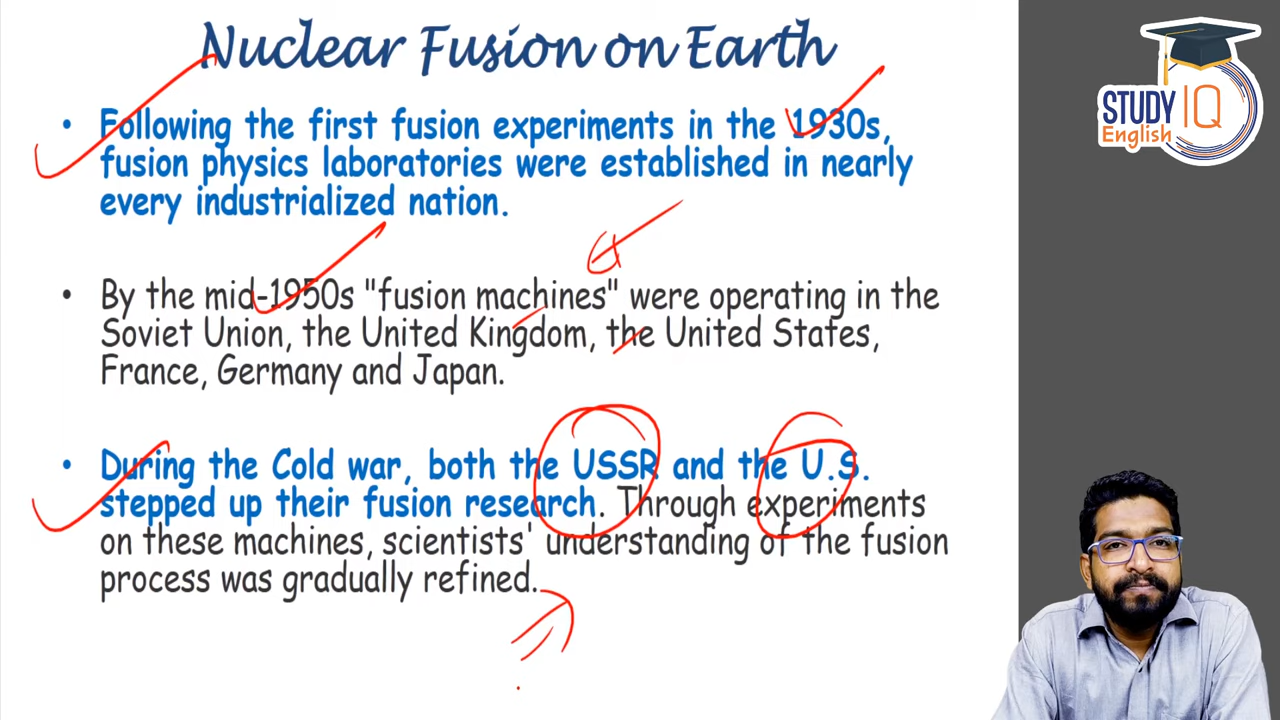 Nuclear Fusion on Earth
• Following the first fusion experiments in the 1930s,
fusion physics laboratories were established in nearly
every industrialized nation.
• By the mid-1950s "fusion machines" were operating in the
Soviet Union, the United Kingdom, the United States,
France, Germany and Japan.
• During the Cold war, both the USSR and the U.S.
stepped up their fusion research. Through experiments
on these machines, scientists' understanding of the fusion
process was gradually refined.
STUDY IQ
English